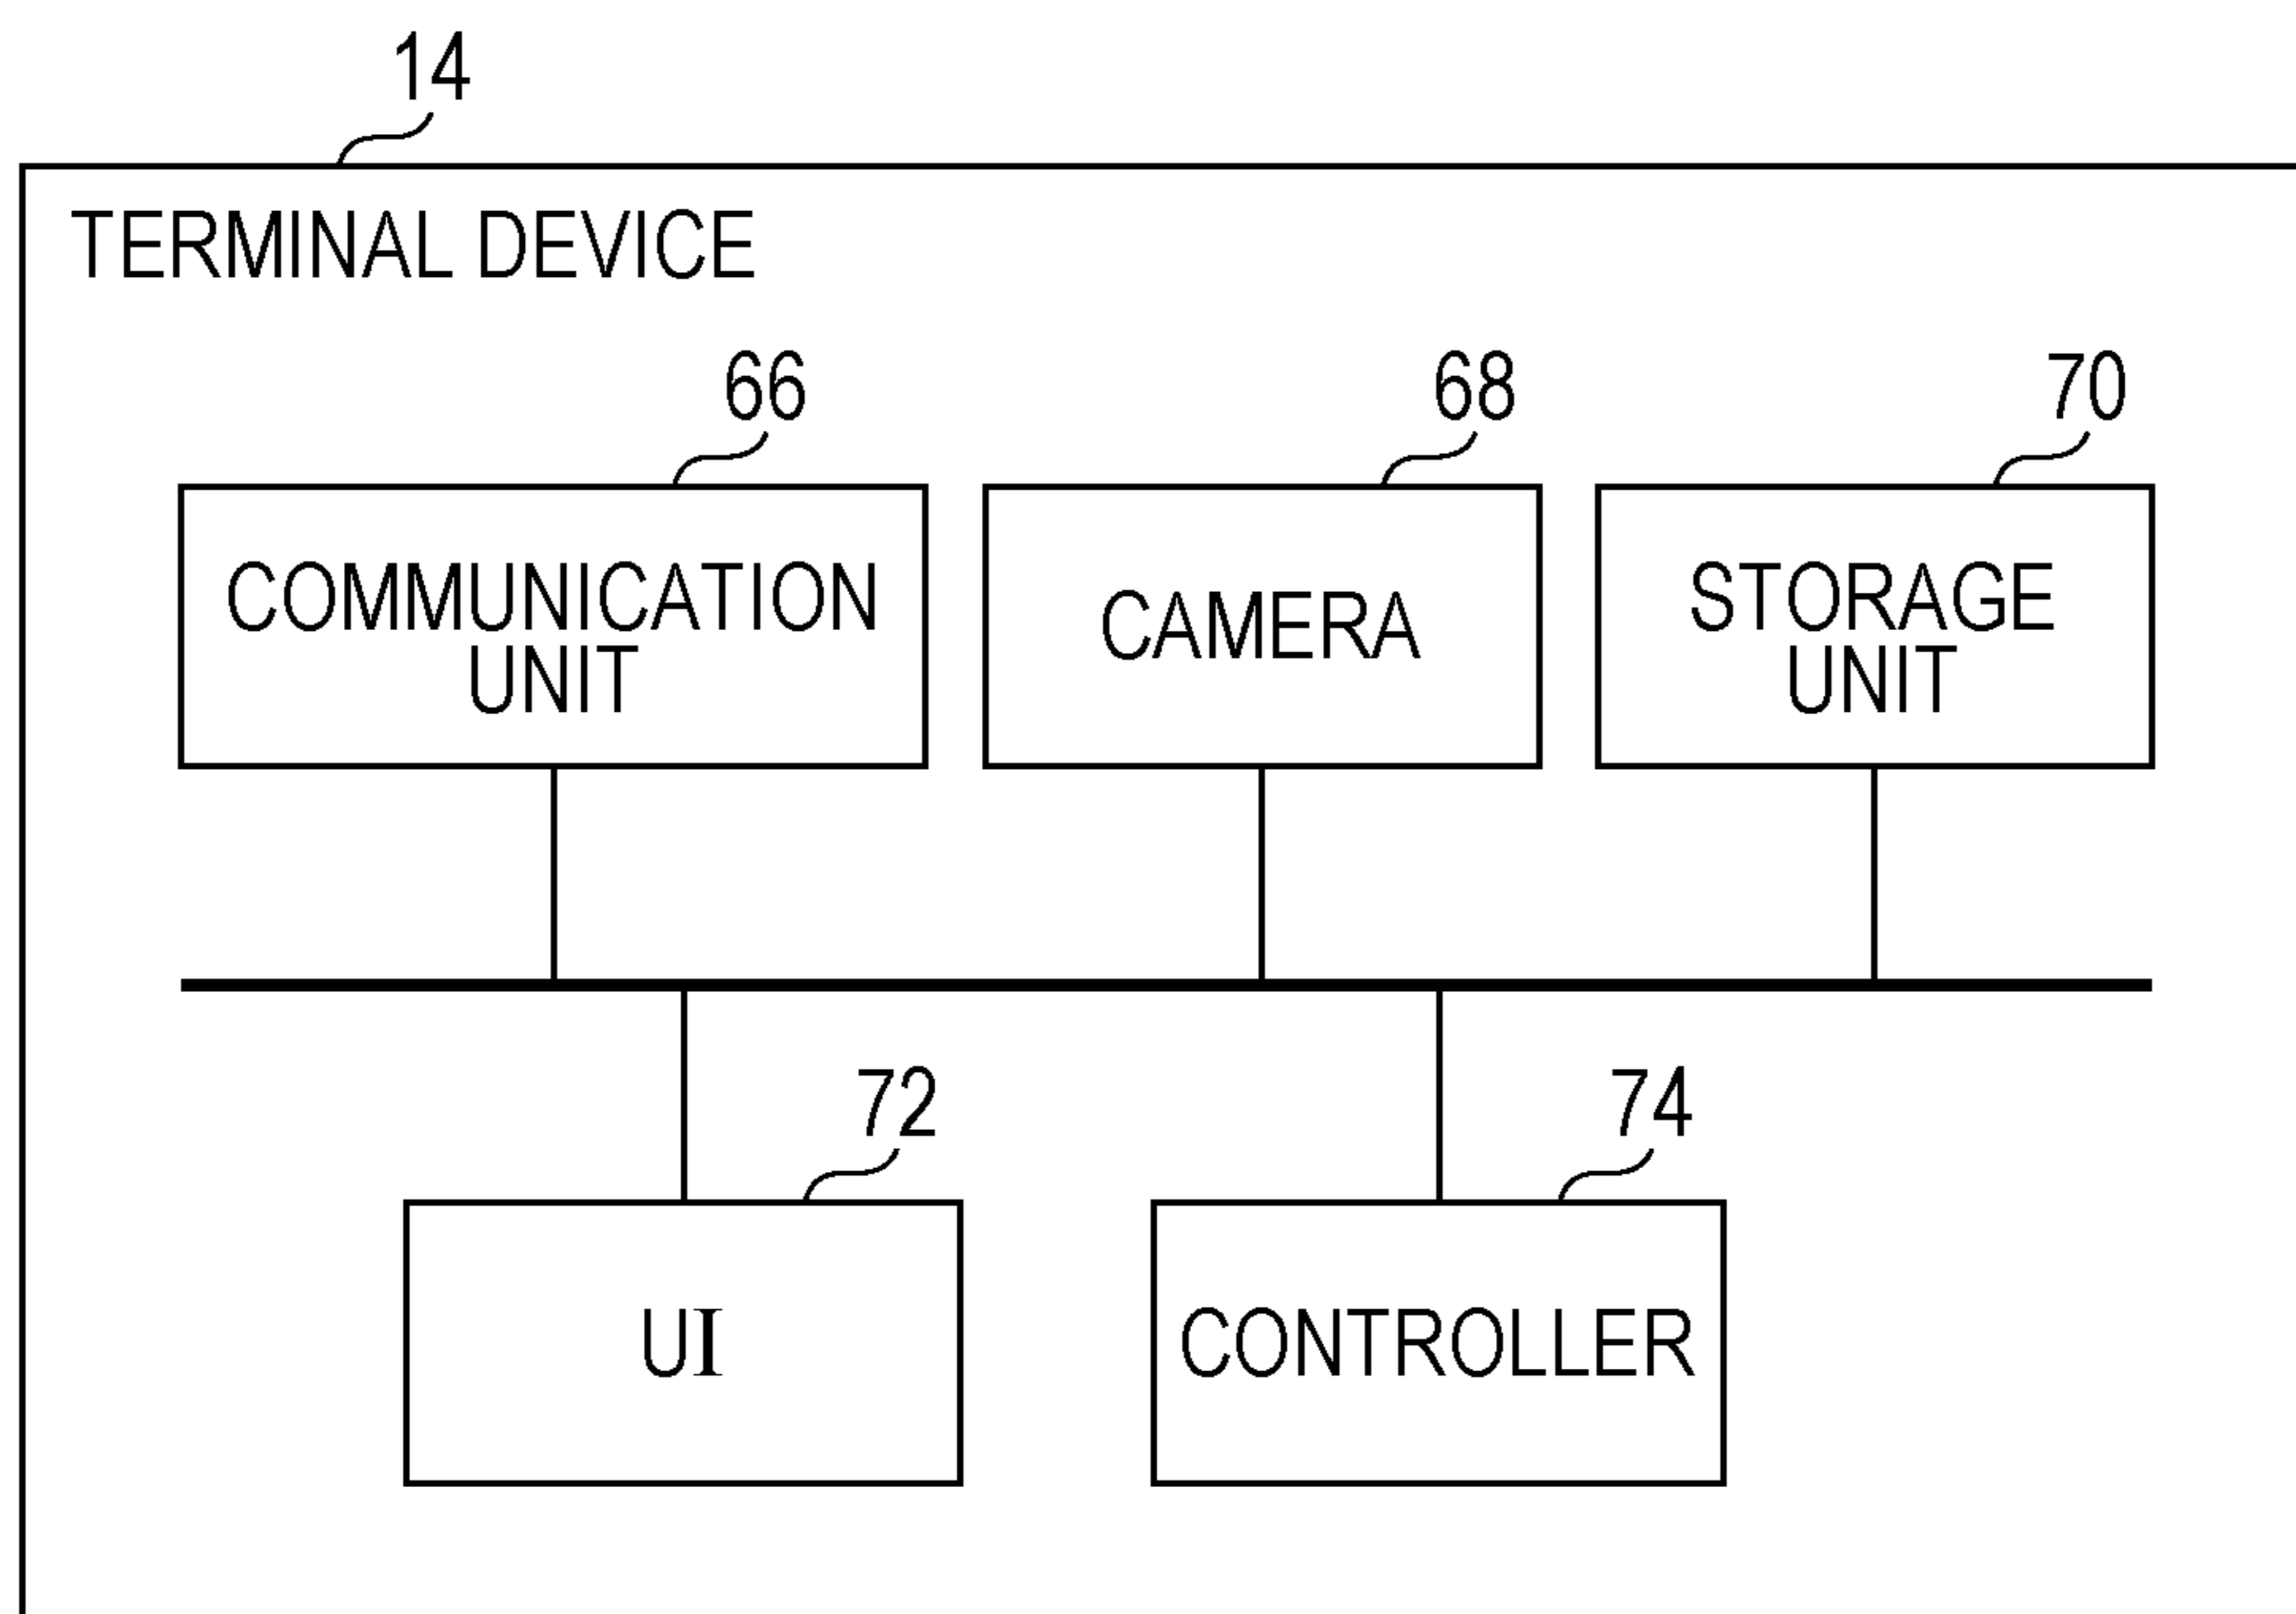 14
TERMINAL DEVICE
66
68
70
COMMUNICATION
UNIT
CAMERA
STORAGE
UNIT
72
74
UI
CONTROLLER